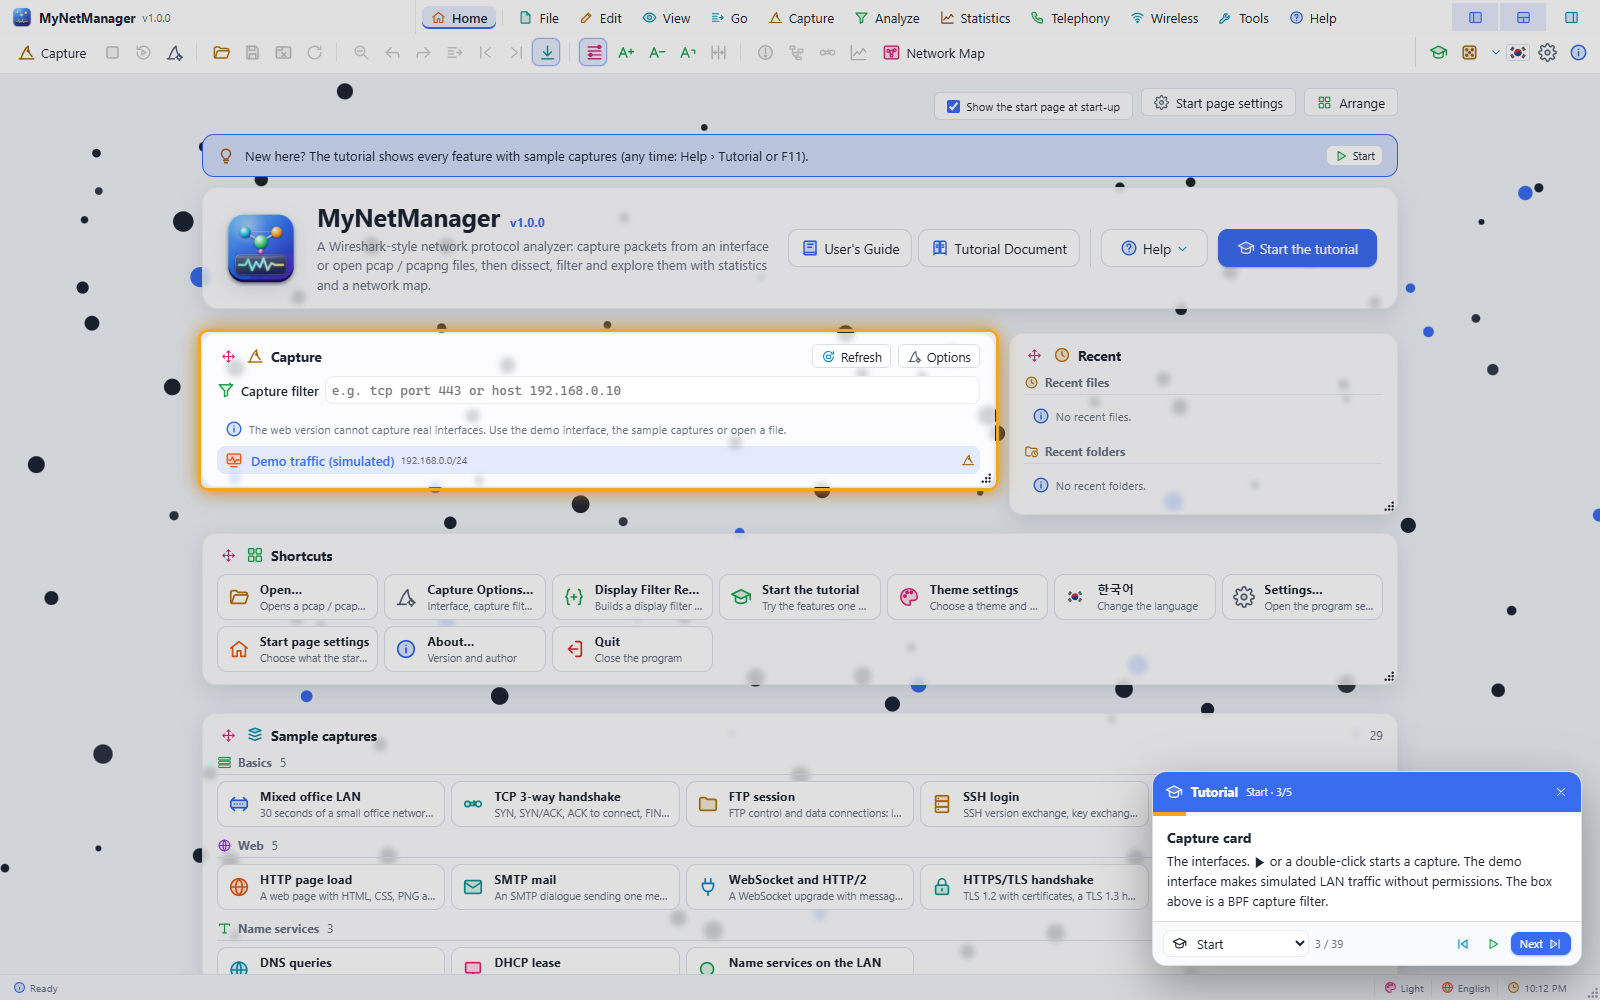 MyNetManager v1.0.0
Home File Edit View Go Capture Analyze Statistics Telephony Wireless Tools Help
Capture A+ A- Network Map
Show the start page at start-up Start page settings Arrange
New here? The tutorial shows every feature with sample captures (any time: Help › Tutorial or F11). Start
MyNetManager v1.0.0
A Wireshark-style network protocol analyzer: capture packets from an interface
or open pcap / pcapng files, then dissect, filter and explore them with statistics
and a network map.
User's Guide Tutorial Document Help Start the tutorial
Capture Refresh Options
Capture filter e.g. tcp port 443 or host 192.168.0.10
The web version cannot capture real interfaces. Use the demo interface, the sample captures or open a file.
Demo traffic (simulated) 192.168.0.0/24
Recent
Recent files
No recent files.
Recent folders
No recent folders.
Shortcuts
Open... Capture Options... Display Filter Re... Start the tutorial Theme settings 한국어 Settings...
Opens a pcap / pcap... Interface, capture filt... Builds a display filter ... Try the features one ... Choose a theme and ... Change the language Open the program se...
Start page settings About... Quit
Choose what the star... Version and author Close the program
Sample captures 29
Basics 5
Mixed office LAN TCP 3-way handshake FTP session SSH login
30 seconds of a small office networ... SYN, SYN/ACK, ACK to connect, FIN... FTP control and data connections: l... SSH version exchange, key exchang...
Web 5
HTTP page load SMTP mail WebSocket and HTTP/2 HTTPS/TLS handshake
A web page with HTML, CSS, PNG a... An SMTP dialogue sending one me... A WebSocket upgrade with messag... TLS 1.2 with certificates, a TLS 1.3 h...
Name services 3
DNS queries DHCP lease Name services on the LAN
Tutorial Start · 3/5
Capture card
The interfaces. ▶ or a double-click starts a capture. The demo
interface makes simulated LAN traffic without permissions. The box
above is a BPF capture filter.
Start 3 / 39 Next
Ready Light English 10:12 PM